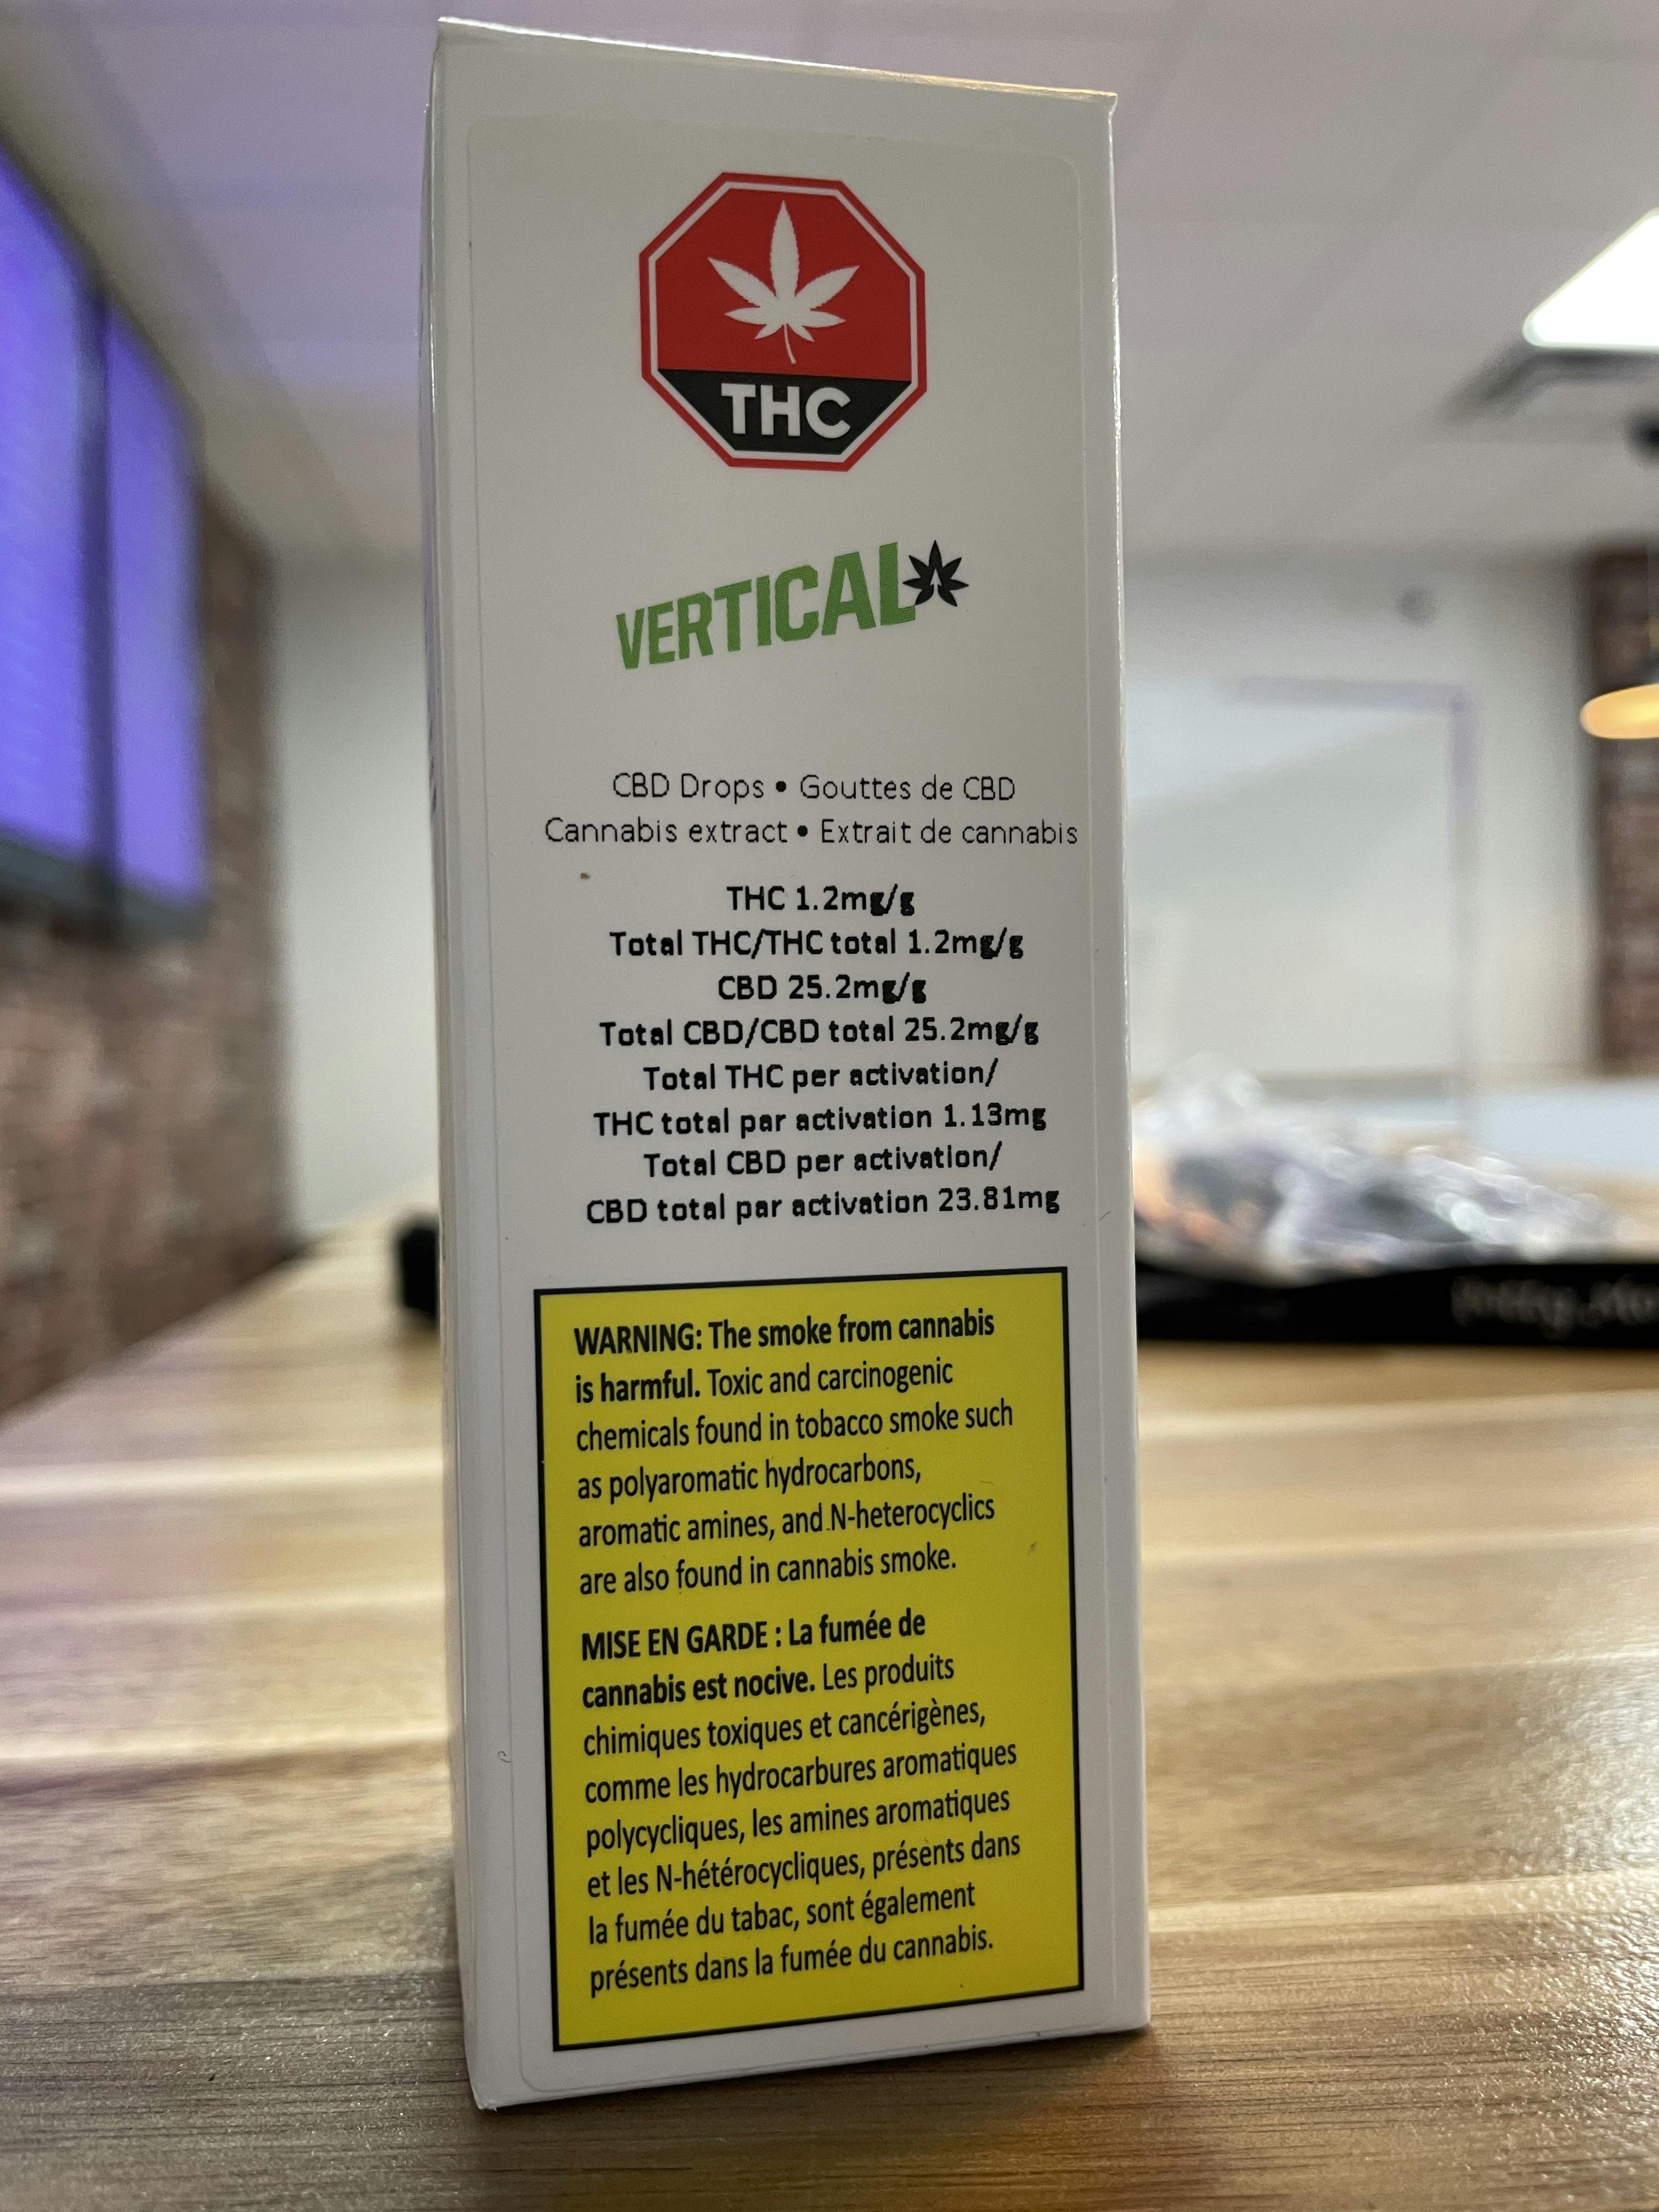 THC
VERTICAL
CBD Drops • Gouttes de CBD
Cannabis extract • Extrait de cannabis
THC 1.2mg/g
Total THC/THC total 1.2mg/g
CBD 25.2mg/g
Total CBD/CBD total 25.2mg/g
Total THC per activation/
THC total par activation 1.13mg
Total CBD per activation/
CBD total par activation 23.81mg
WARNING: The smoke from cannabis
is harmful. Toxic and carcinogenic
chemicals found in tobacco smoke such
as polyaromatic hydrocarbons,
aromatic amines, and N-heterocyclics
are also found in cannabis smoke.
MISE EN GARDE : La fumée de
cannabis est nocive. Les produits
chimiques toxiques et cancérigènes,
comme les hydrocarbures aromatiques
polycycliques, les amines aromatiques
et les N-hétérocycliques, présents dans
la fumée du tabac, sont également
présents dans la fumée du cannabis.